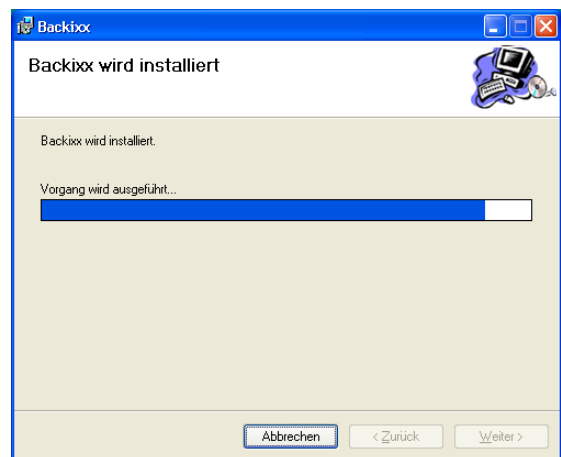 Backixx
Backixx wird installiert
Backixx wird installiert.
Vorgang wird ausgeführt...
Abbrechen
< Zurück
Weiter >